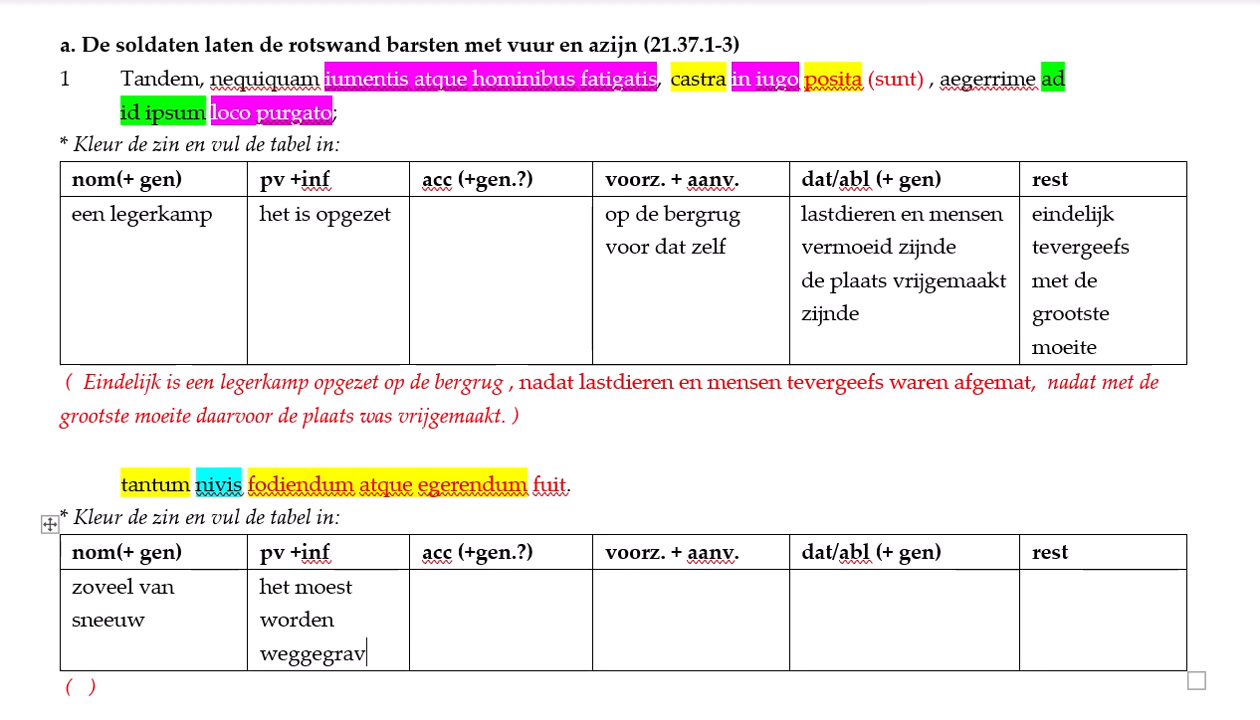 a. De soldaten laten de rotswand barsten met vuur en azijn (21.37.1-3)
1 Tandem, nequiquam iumentis atque hominibus fatigatis, castra in iugo posita (sunt) , aegerrime ad
id ipsum loco purgato;
* Kleur de zin en vul de tabel in:
nom(+ gen) pv +inf acc (+gen.?) voorz. + aanv. dat/abl (+ gen) rest
een legerkamp het is opgezet op de bergrug lastdieren en mensen eindelijk
voor dat zelf vermoeid zijnde tevergeefs
de plaats vrijgemaakt met de
zijnde grootste
moeite
( Eindelijk is een legerkamp opgezet op de bergrug , nadat lastdieren en mensen tevergeefs waren afgemat, nadat met de
grootste moeite daarvoor de plaats was vrijgemaakt. )
tantum nivis fodiendum atque egerendum fuit.
* Kleur de zin en vul de tabel in:
nom(+ gen) pv +inf acc (+gen.?) voorz. + aanv. dat/abl (+ gen) rest
zoveel van het moest
sneeuw worden
weggegrav
( )